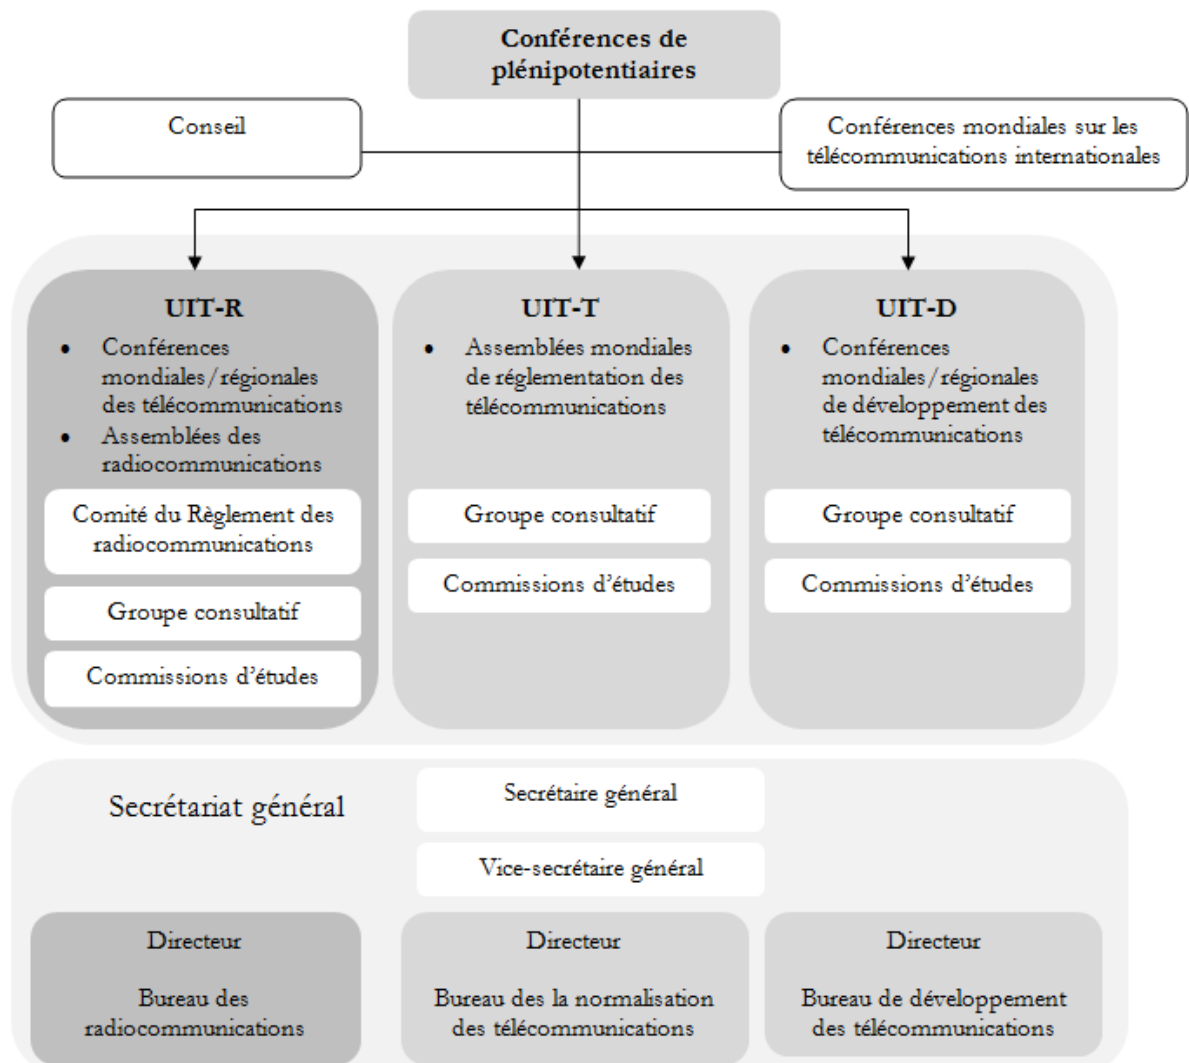 Conférences de
plénipotentiaires
Conseil
Conférences mondiales sur les
télécommunications internationales
UIT-R
• Conférences
mondiales/régionales
des télécommunications
• Assemblées des
radiocommunications
Comité du Règlement des
radiocommunications
Groupe consultatif
Commissions d'études
UIT-T
• Assemblées mondiales
de réglementation des
télécommunications
Groupe consultatif
Commissions d'études
UIT-D
• Conférences
mondiales/régionales
de développement des
télécommunications
Groupe consultatif
Commissions d'études
Secrétariat général
Secrétaire général
Vice-secrétaire général
Directeur
Bureau des
radiocommunications
Directeur
Bureau des la normalisation
des télécommunications
Directeur
Bureau de développement
des télécommunications